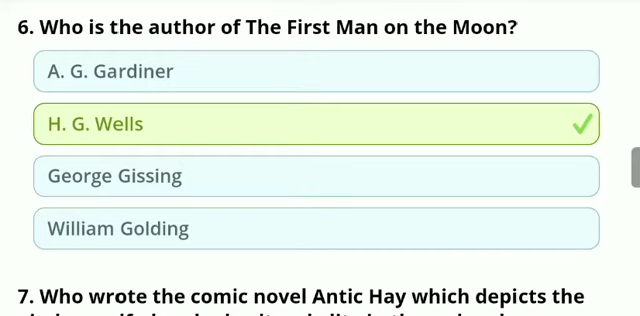 6. Who is the author of The First Man on the Moon?
A. G. Gardiner
H. G. Wells
George Gissing
William Golding
7. Who wrote the comic novel Antic Hay which depicts the